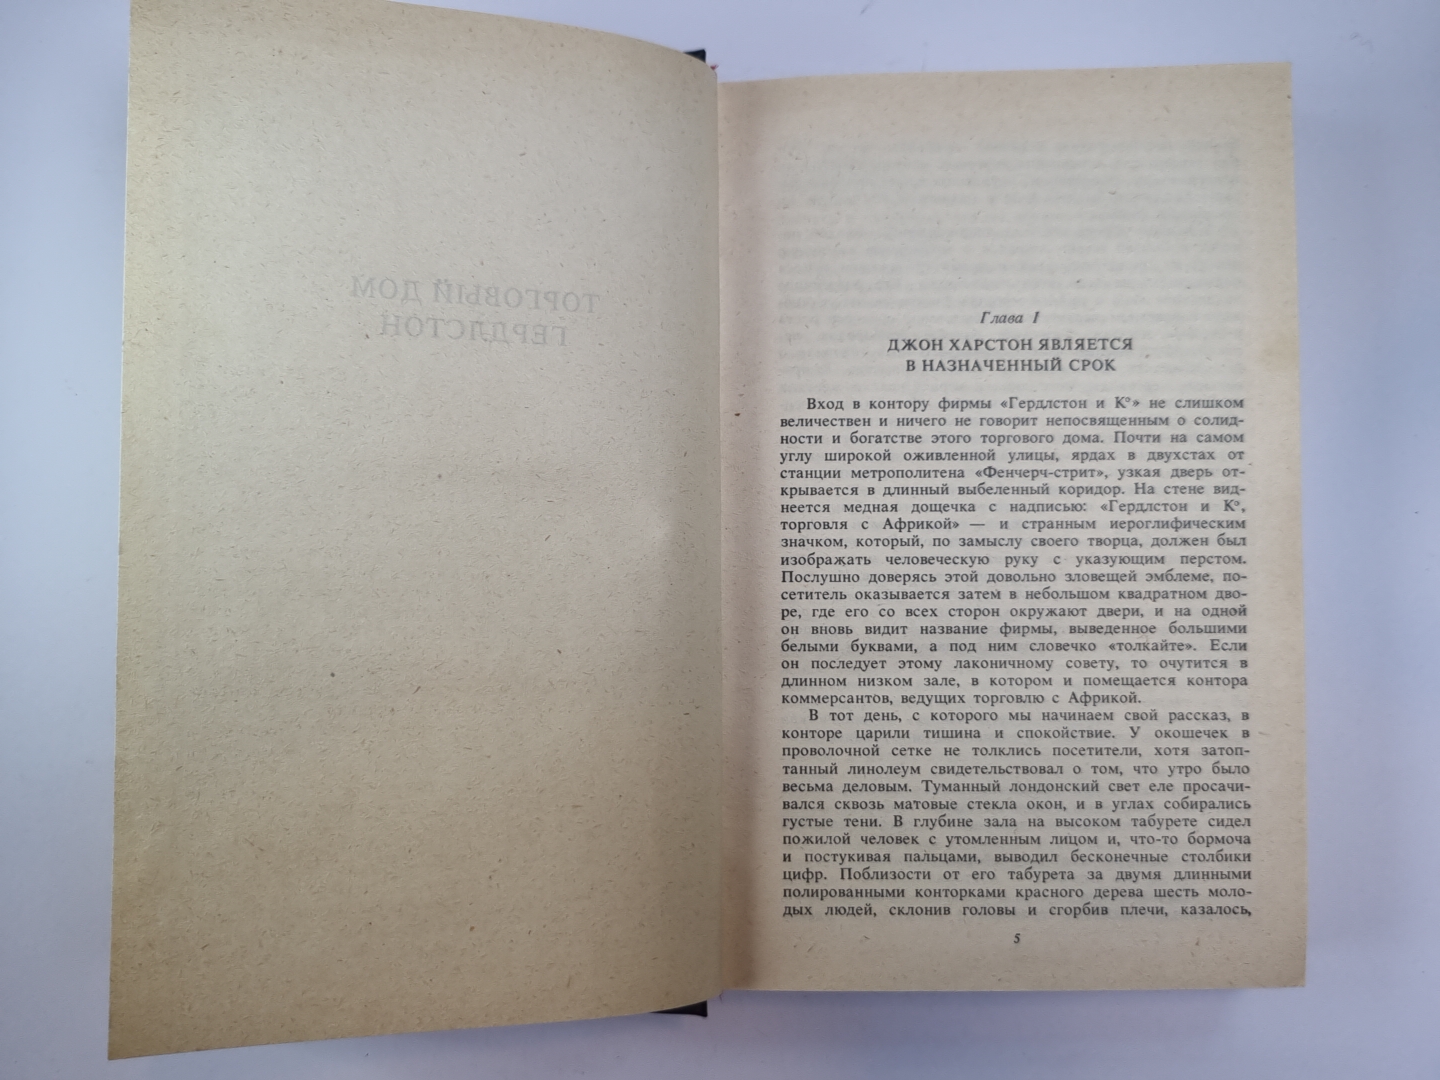 ТОРГОВЫЙ ДОМ
ГЕРДЛСТОН
Глава I
ДЖОН ХАРСТОН ЯВЛЯЕТСЯ
В НАЗНАЧЕННЫЙ СРОК
Вход в контору фирмы «Гердлстон и К°» не слишком
величествен и ничего не говорит непосвященным о солид-
ности и богатстве этого торгового дома. Почти на самом
углу широкой оживленной улицы, ярдах в двухстах от
станции метрополитена «Фенчерч-стрит», узкая дверь от-
крывается в длинный выбеленный коридор. На стене вид-
неется медная дощечка с надписью: «Гердлстон и К°,
торговля с Африкой» — и странным иероглифическим
значком, который, по замыслу своего творца, должен был
изображать человеческую руку с указующим перстом.
Послушно доверясь этой довольно зловещей эмблеме, по-
сетитель оказывается затем в небольшом квадратном дво-
ре, где его со всех сторон окружают двери, и на одной
он вновь видит название фирмы, выведенное большими
белыми буквами, а под ним словечко «толкайте». Если
он последует этому лаконичному совету, то очутится в
длинном низком зале, в котором и помещается контора
коммерсантов, ведущих торговлю с Африкой.
В тот день, с которого мы начинаем свой рассказ, в
конторе царили тишина и спокойствие. У окошечек в
проволочной сетке не толклись посетители, хотя затоп-
танный линолеум свидетельствовал о том, что утро было
весьма деловым. Туманный лондонский свет еле просачи-
вался сквозь матовые стекла окон, и в углах собирались
густые тени. В глубине зала на высоком табурете сидел
пожилой человек с утомленным лицом и, что-то бормоча
и постукивая пальцами, выводил бесконечные столбики
цифр. Поблизости от его табурета за двумя длинными
полированными конторками красного дерева шесть моло-
дых людей, склонив головы и сгорбив плечи, казалось,
5